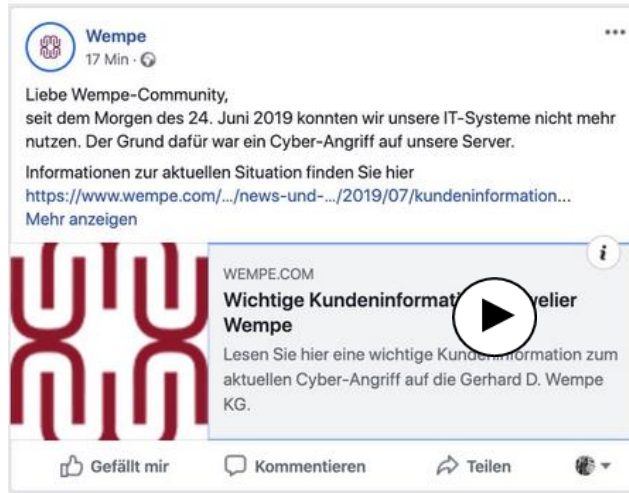 Wempe
17 Min ·
Liebe Wempe-Community,
seit dem Morgen des 24. Juni 2019 konnten wir unsere IT-Systeme nicht mehr
nutzen. Der Grund dafür war ein Cyber-Angriff auf unsere Server.
Informationen zur aktuellen Situation finden Sie hier
https://www.wempe.com/.../news-und-.../2019/07/kundeninformation...
Mehr anzeigen
i
WEMPE.COM
Wichtige Kundeninformati
Wempe
Lesen Sie hier eine wichtige Kundeninformation zum
aktuellen Cyber-Angriff auf die Gerhard D. Wempe
KG.
Gefällt mir
Kommentieren
Teilen